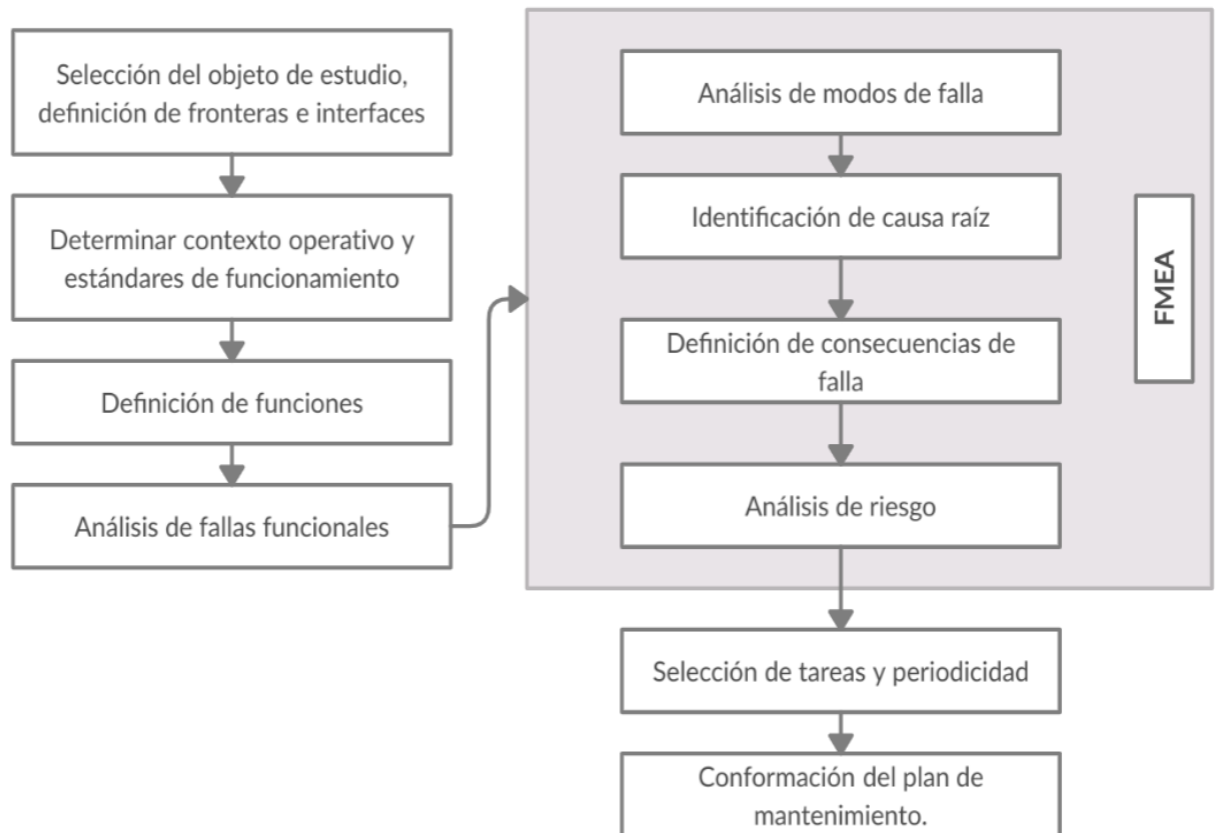 Selección del objeto de estudio,
definición de fronteras e interfaces
Determinar contexto operativo y
estándares de funcionamiento
Definición de funciones
Análisis de fallas funcionales
Análisis de modos de falla
Identificación de causa raíz
Definición de consecuencias de
falla
Análisis de riesgo
FMEA
Selección de tareas y periodicidad
Conformación del plan de
mantenimiento.